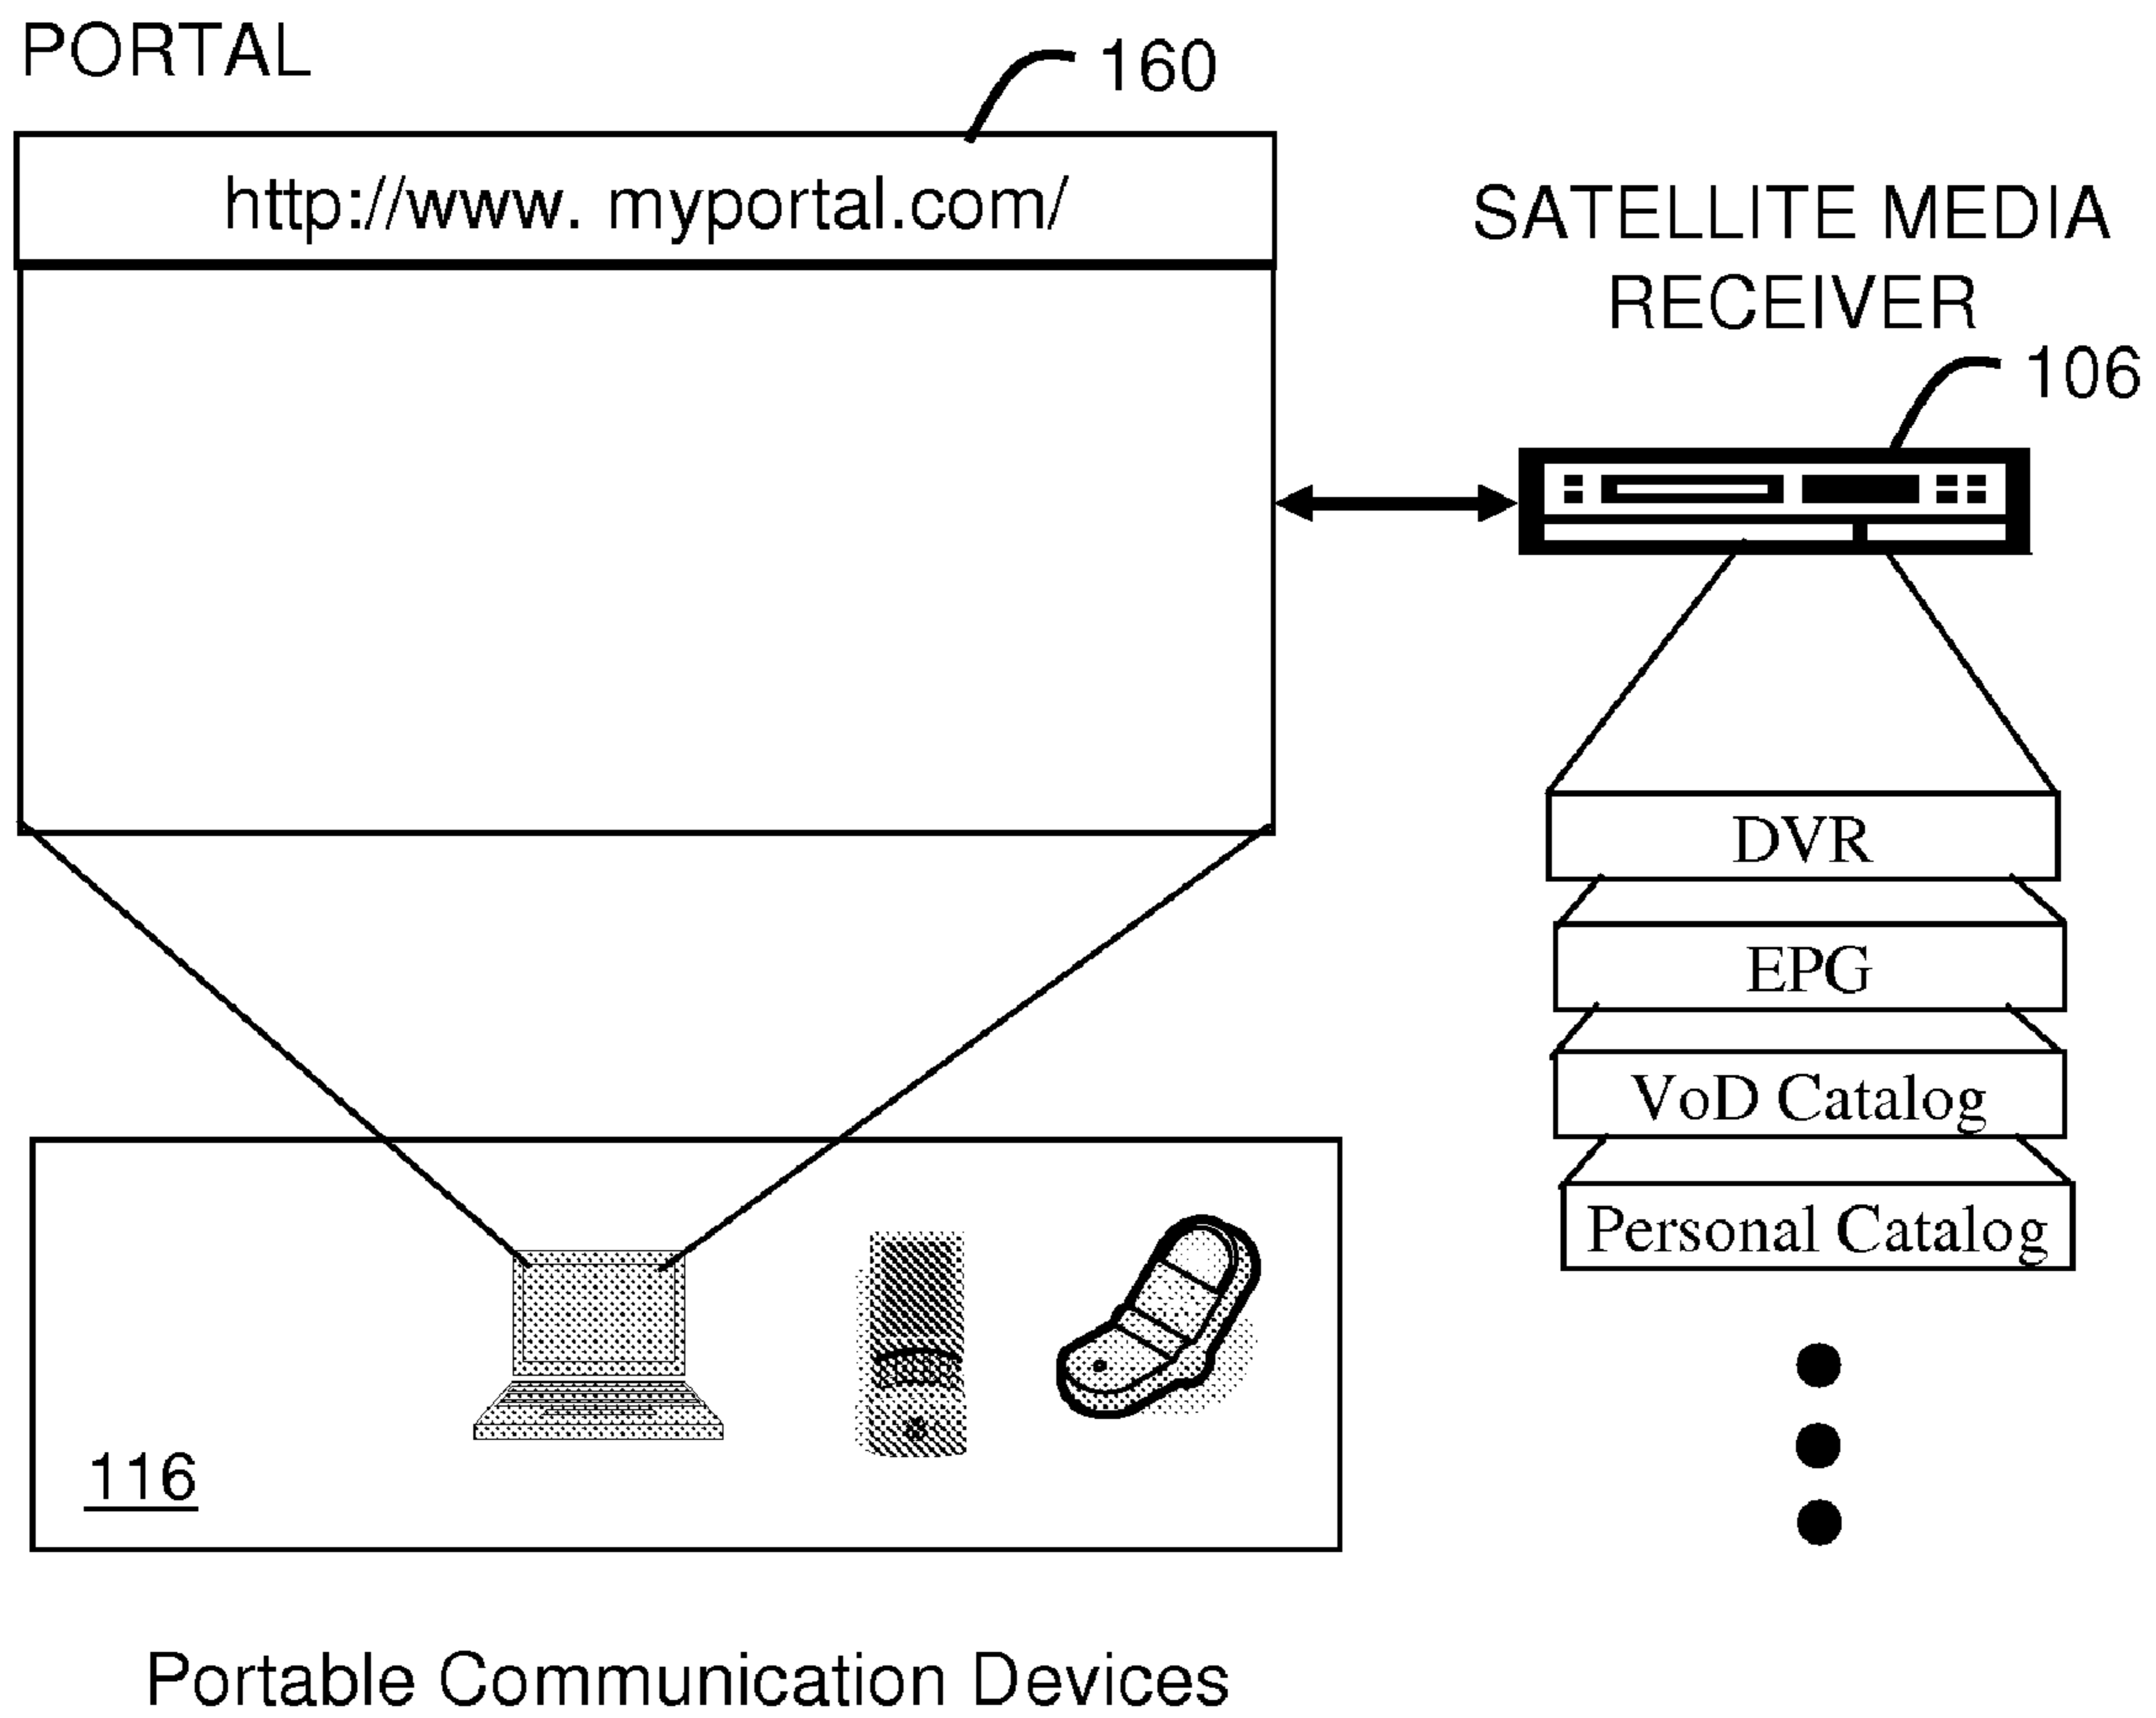 PORTAL
160
http://www. myportal.com/
SATELLITE MEDIA
RECEIVER
106
DVR
EPG
VoD Catalog
Personal Catalog
116
Portable Communication Devices